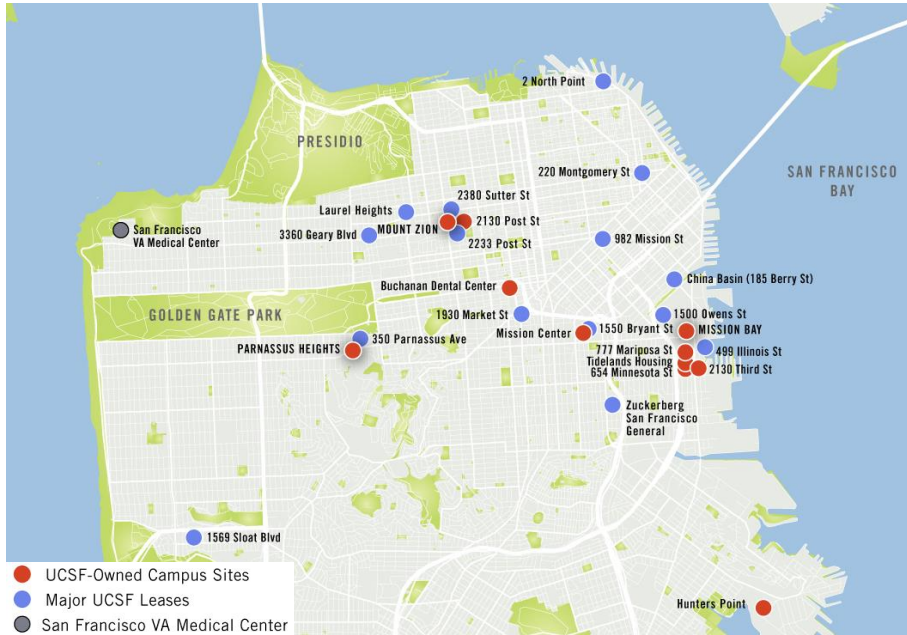 2 North Point
PRESIDIO
220 Montgomery St
SAN FRANCISCO
BAY
2380 Sutter St
Laurel Heights
MOUNT ZION
2130 Post St
San Francisco
VA Medical Center
3360 Geary Blvd
2233 Post St
982 Mission St
China Basin (185 Berry St)
Buchanan Dental Center
GOLDEN GATE PARK
1930 Market St
1500 Owens St
Mission Center
1550 Bryant St
MISSION BAY
350 Parnassus Ave
PARNASSUS HEIGHTS
777 Mariposa St
499 Illinois St
Tidelands Housing
654 Minnesota St
2130 Third St
Zuckerberg
San Francisco
General
1569 Sloat Blvd
UCSF-Owned Campus Sites
Major UCSF Leases
San Francisco VA Medical Center
Hunters Point